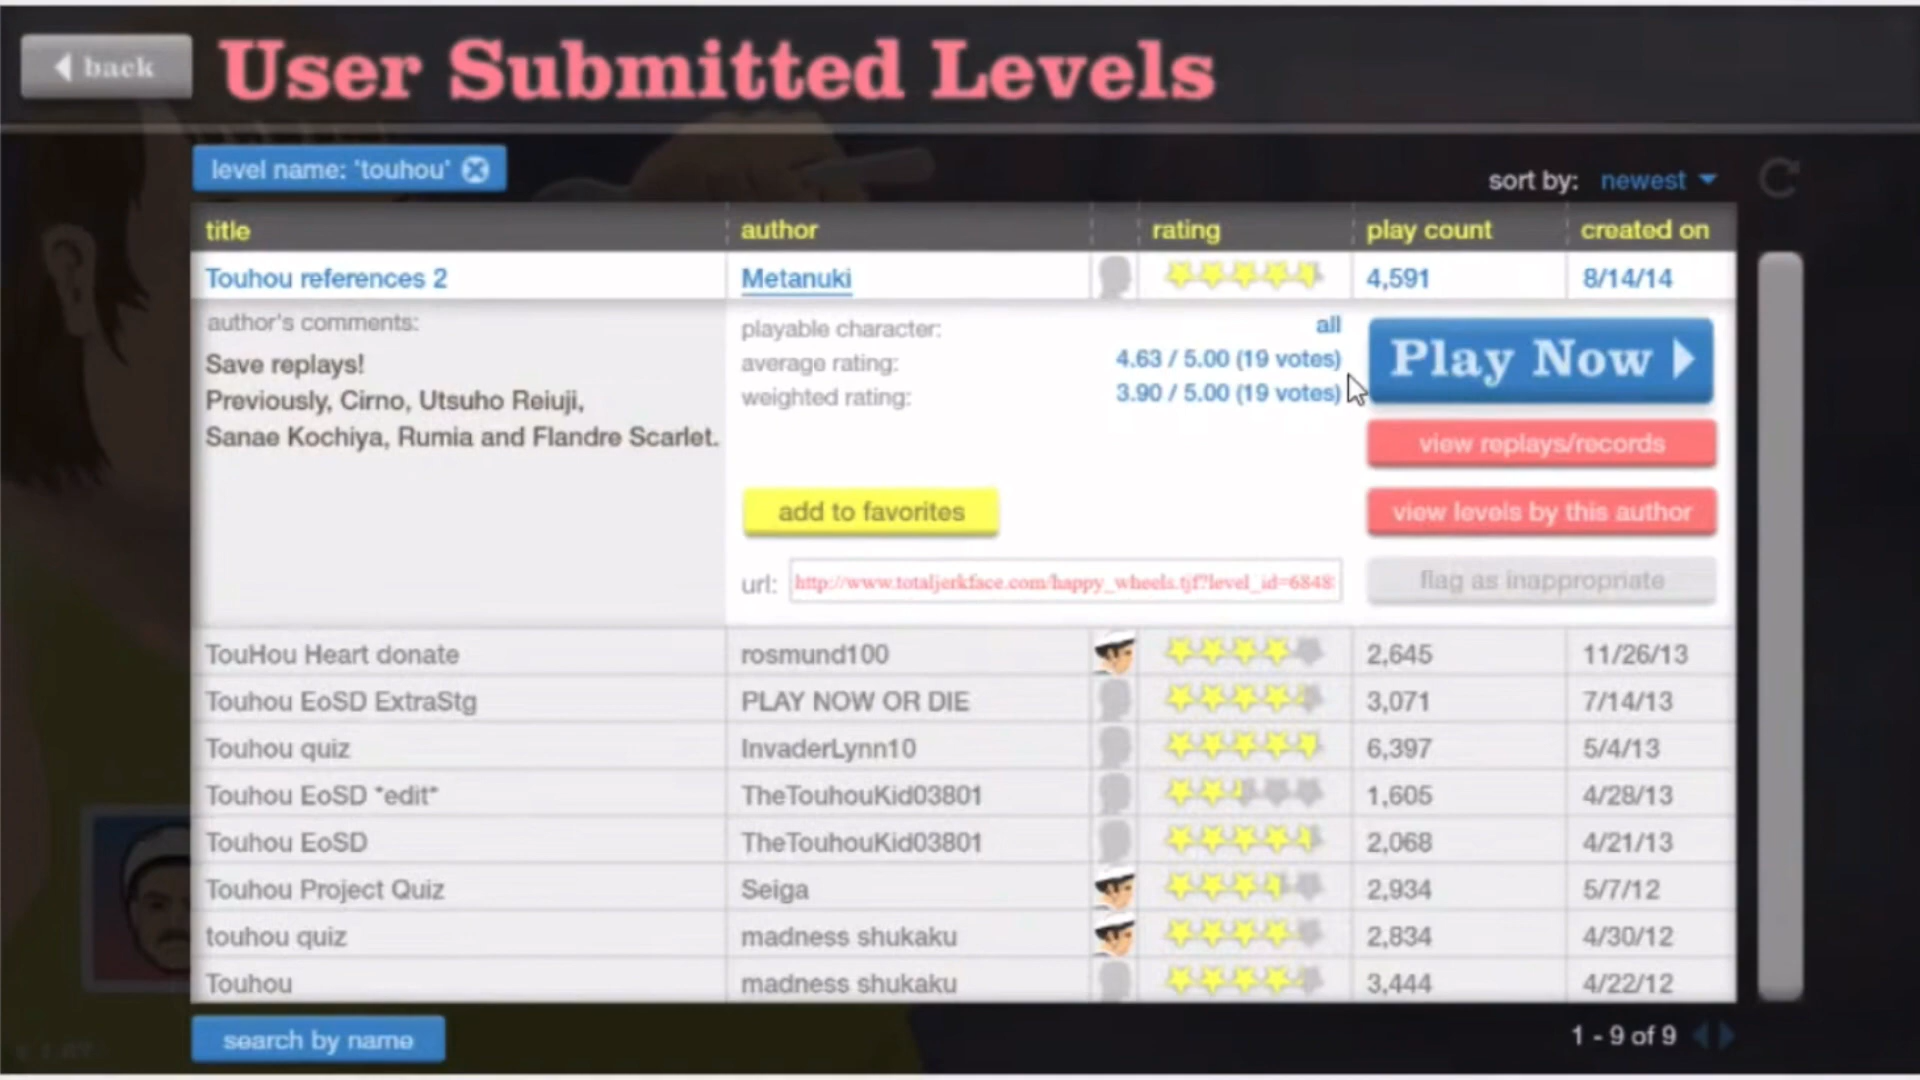 back
User Submitted Levels
level name: 'touhou'
sort by: newest
title author rating play count created on
Touhou references 2 Metanuki 4,591 8/14/14
author's comments:
Save replays!
Previously, Cirno, Utsuho Reiuji,
Sanae Kochiya, Rumia and Flandre Scarlet.
playable character: all
average rating: 4.63 / 5.00 (19 votes)
weighted rating: 3.90 / 5.00 (19 votes)
add to favorites
url: http://www.totaljerkface.com/happy_wheels.tjf?level_id=6848
Play Now
view replays/records
view levels by this author
flag as inappropriate
TouHou Heart donate rosmund100 2,645 11/26/13
Touhou EoSD ExtraStg PLAY NOW OR DIE 3,071 7/14/13
Touhou quiz InvaderLynn10 6,397 5/4/13
Touhou EoSD *edit* TheTouhouKid03801 1,605 4/28/13
Touhou EoSD TheTouhouKid03801 2,068 4/21/13
Touhou Project Quiz Seiga 2,934 5/7/12
touhou quiz madness shukaku 2,834 4/30/12
Touhou madness shukaku 3,444 4/22/12
search by name
1 - 9 of 9